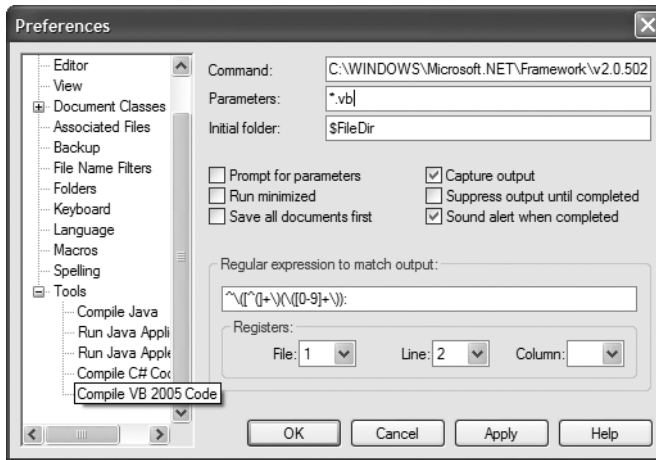 Preferences
Editor
View
Document Classes
Associated Files
Backup
File Name Filters
Folders
Keyboard
Language
Macros
Spelling
Tools
Compile Java
Run Java Appli
Run Java Apple
Compile C# Coc
Compile VB 2005 Code
Command: C:\WINDOWS\Microsoft.NET\Framework\v2.0.502
Parameters: *.vb
Initial folder: $FileDir
Prompt for parameters Capture output
Run minimized Suppress output until completed
Save all documents first Sound alert when completed
Regular expression to match output:
^\([^(]+\)(\([0-9]+\)):
Registers:
File: 1 Line: 2 Column:
OK Cancel Apply Help